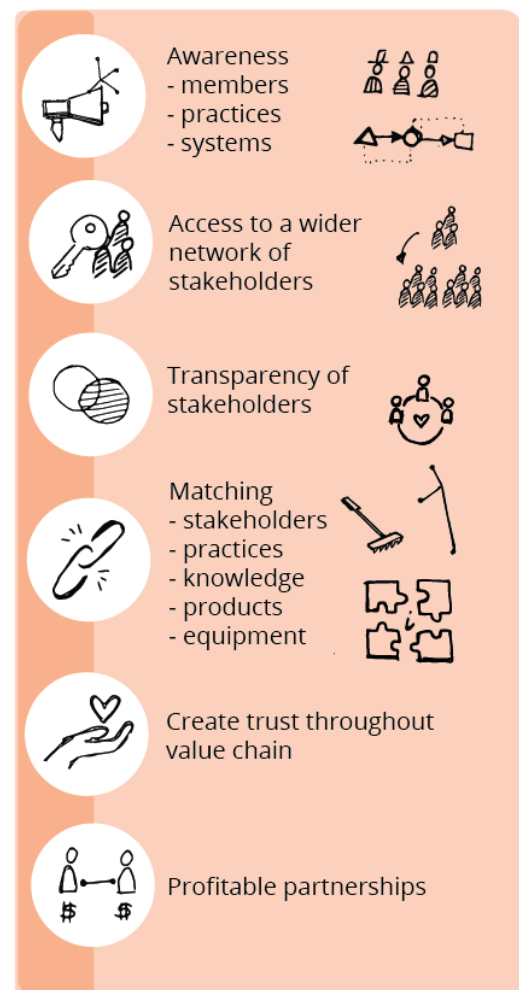 Awareness
- members
- practices
- systems
Access to a wider
network of
stakeholders
Transparency of
stakeholders
Matching
- stakeholders
- practices
- knowledge
- products
- equipment
Create trust throughout
value chain
Profitable partnerships
$ $